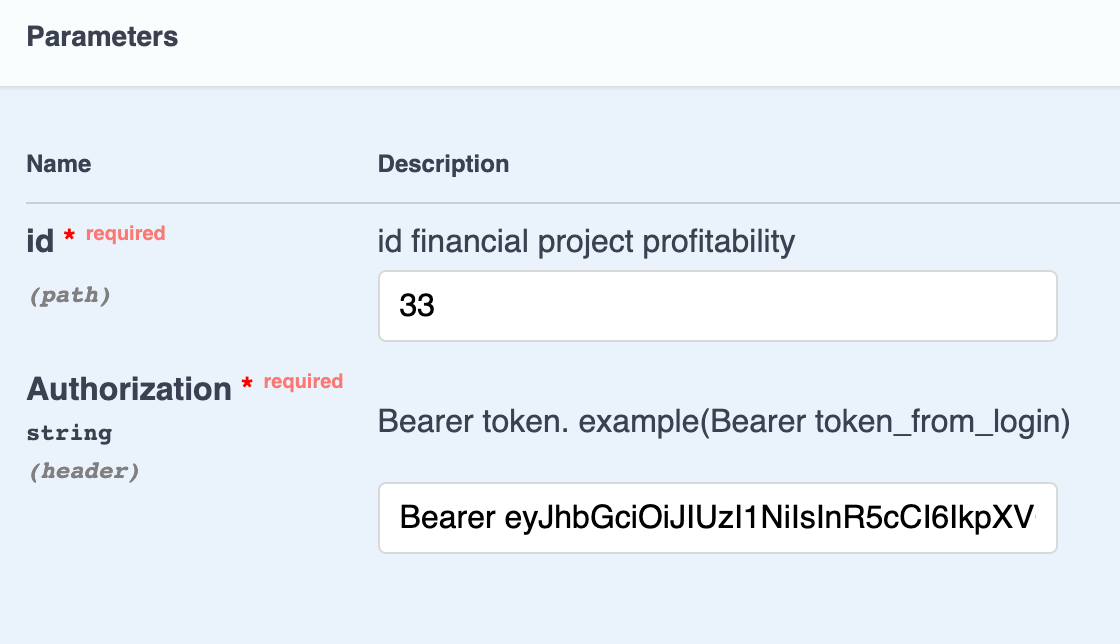 Parameters
Name Description
id * required
id financial project profitability
(path)
33
Authorization * required
string
(header)
Bearer token. example(Bearer token_from_login)
Bearer eyJhbGciOiJIUzI1NiIsInR5cCI6IkpXV